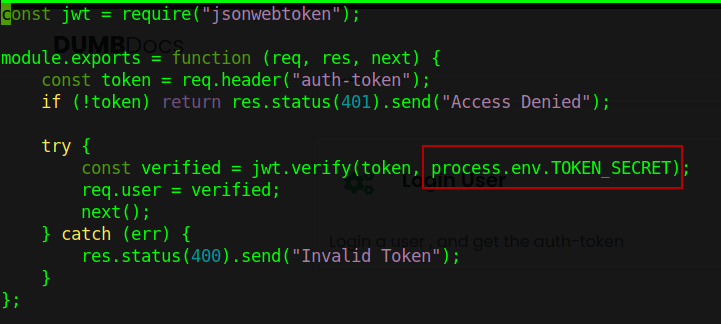 const jwt = require("jsonwebtoken");
DUMBDocs
module.exports = function (req, res, next) {
    const token = req.header("auth-token");
    if (!token) return res.status(401).send("Access Denied");
    try {
        const verified = jwt.verify(token, process.env.TOKEN_SECRET);
        req.user = verified;
Login User
        next();
    } catch (err) {
Login a user , and get the auth-token
        res.status(400).send("Invalid Token");
    }
};